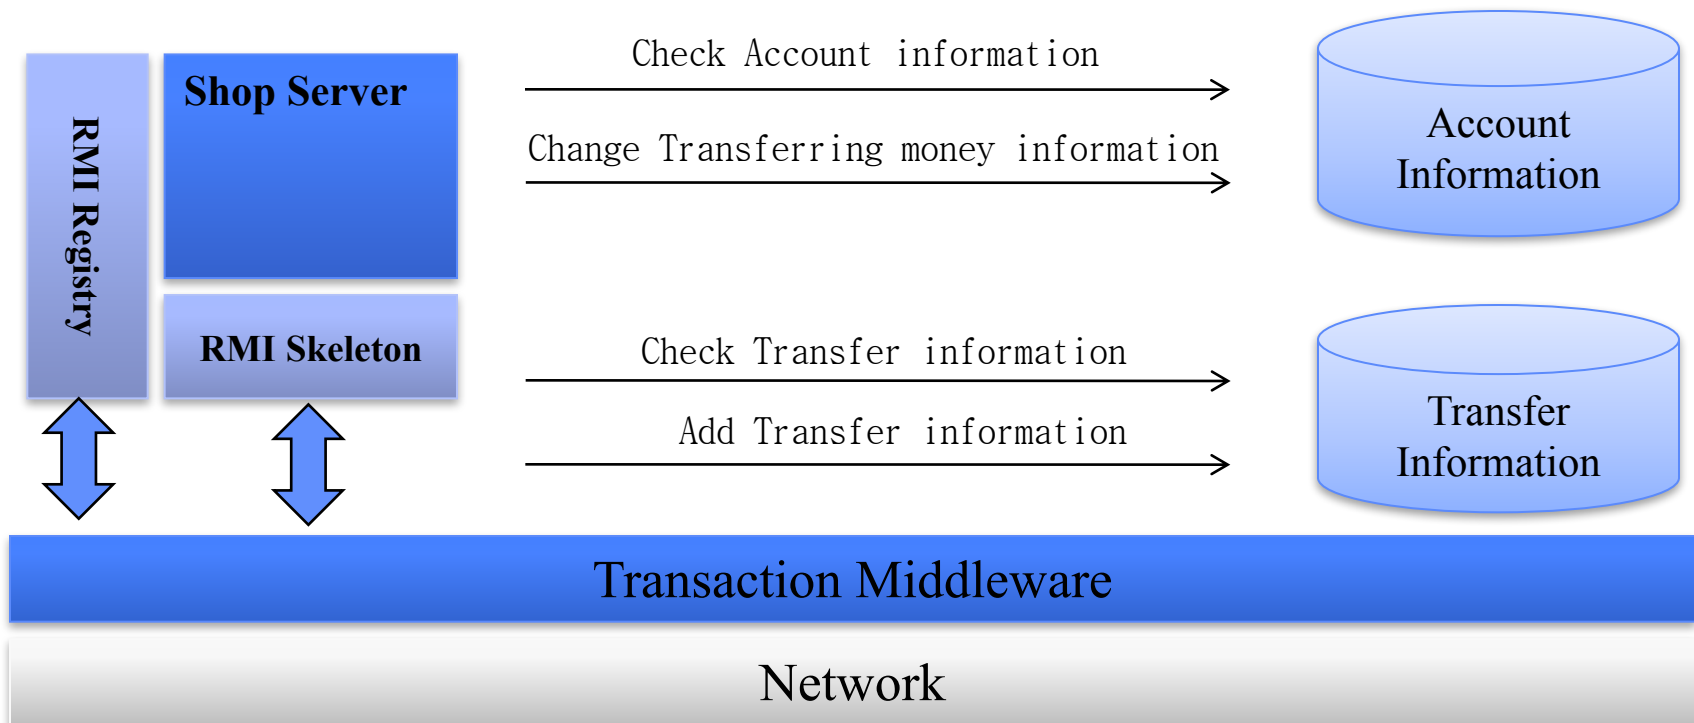 RMI Registry
Shop Server
RMI Skeleton
Check Account information
Change Transferring money information
Account
Information
Check Transfer information
Add Transfer information
Transfer
Information
Transaction Middleware
Network